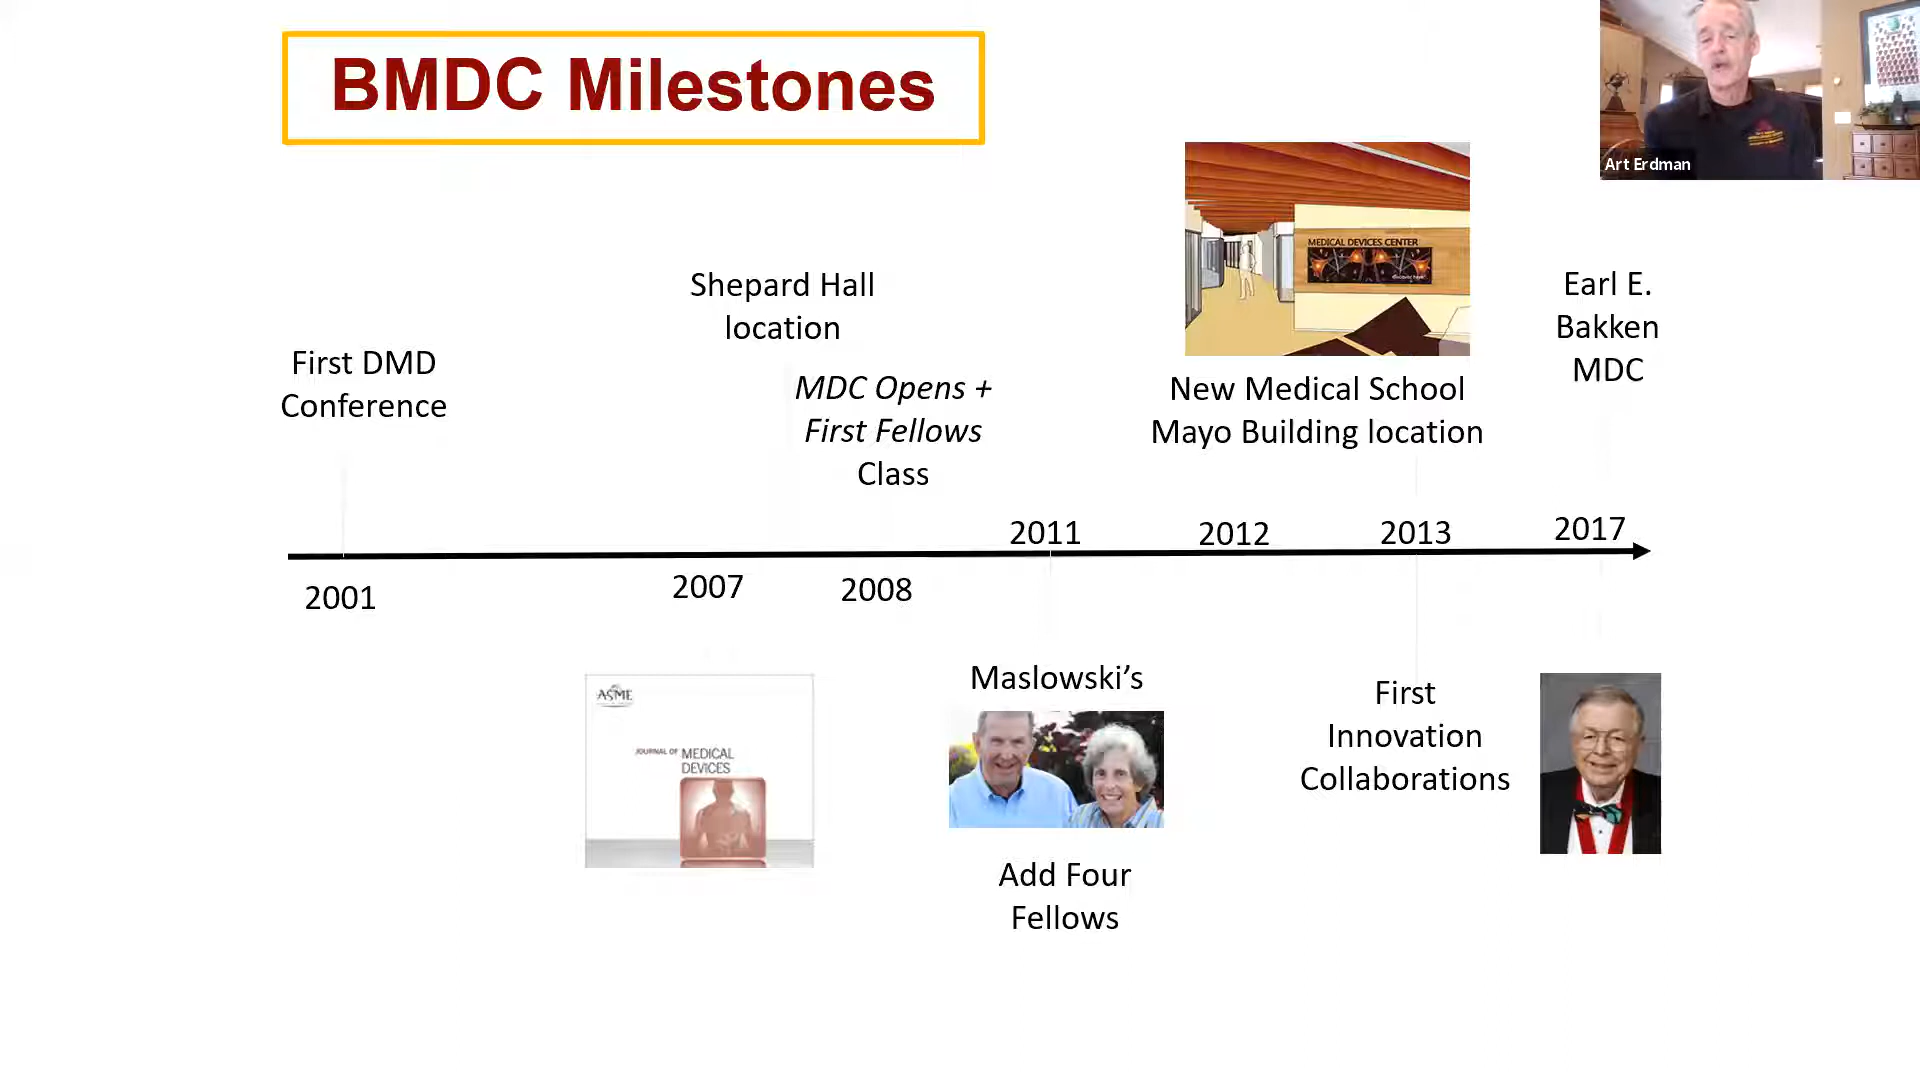 BMDC Milestones
Art Erdman
MEDICAL DEVICES CENTER
Shepard Hall
location
Earl E.
Bakken
MDC
First DMD
Conference
MDC Opens +
First Fellows
Class
New Medical School
Mayo Building location
2011
2012
2013
2017
2001
2007
2008
ASME
JOURNAL OF MEDICAL
DEVICES
Maslowski’s
Add Four
Fellows
First
Innovation
Collaborations